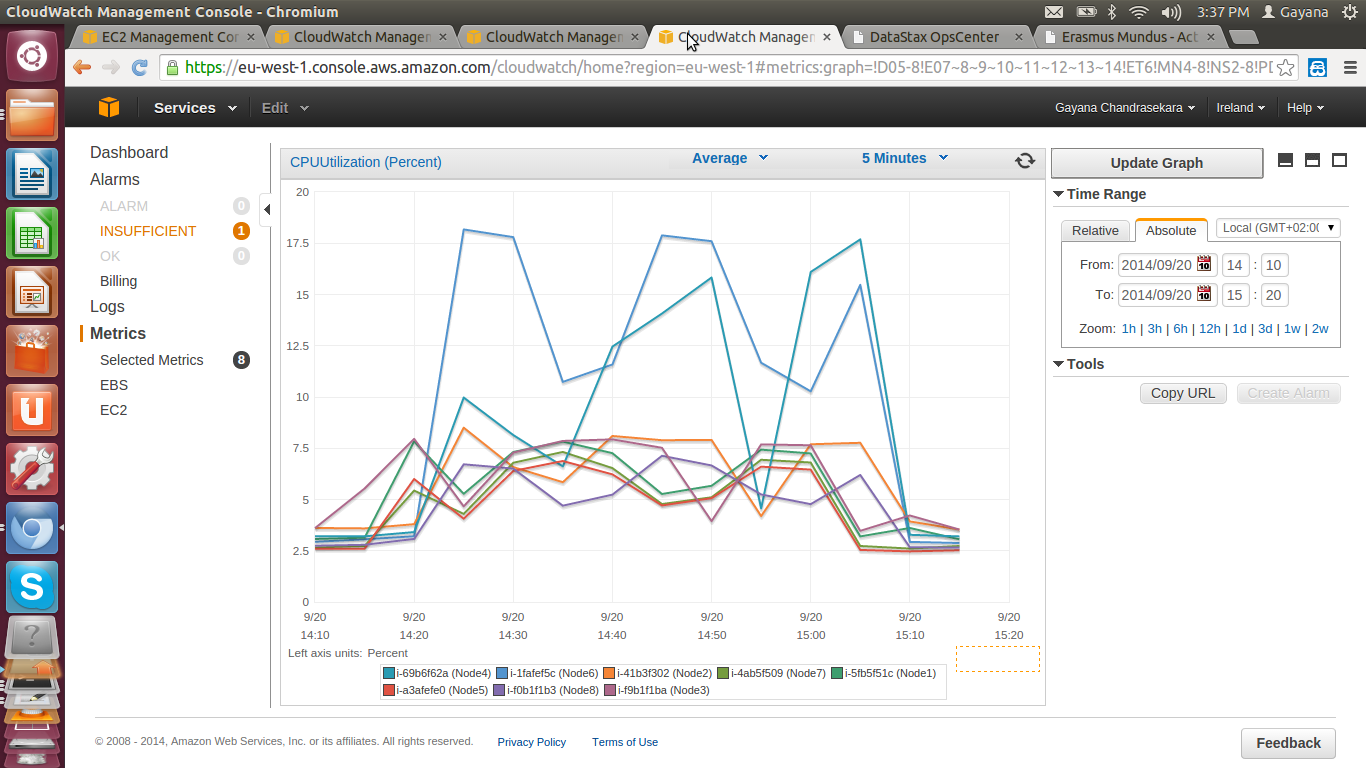 CloudWatch Management Console - Chromium
3:37 PM
Gayana
EC2 Management Co
CloudWatch Managem
CloudWatch Managem
CloudWatch Managem
DataStax OpsCenter
Erasmus Mundus - Act
https://eu-west-1.console.aws.amazon.com/cloudwatch/home?region=eu-west-1#metrics:graph=!D05-8!E07~8~9~10~11~12~13~14!ET6!MN4-8!NS2-8!PD
Services
Edit
Gayana Chandrasekara
Ireland
Help
Dashboard
Alarms
ALARM 0
INSUFFICIENT 1
OK 0
Billing
Logs
Metrics
Selected Metrics 8
EBS
EC2
CPUUtilization (Percent)
Average
5 Minutes
20
17.5
15
12.5
10
7.5
5
2.5
0
9/20 9/20 9/20 9/20 9/20 9/20 9/20 9/20
14:10 14:20 14:30 14:40 14:50 15:00 15:10 15:20
Left axis units: Percent
i-69b6f62a (Node4) i-1fafef5c (Node6) i-41b3f302 (Node2) i-4ab5f509 (Node7) i-5fb5f51c (Node1)
i-a3afefe0 (Node5) i-f0b1f1b3 (Node8) i-f9b1f1ba (Node3)
Update Graph
Time Range
Relative
Absolute
Local (GMT+02:00
From: 2014/09/20 10 14 : 10
To: 2014/09/20 10 15 : 20
Zoom: 1h | 3h | 6h | 12h | 1d | 3d | 1w | 2w
Tools
Copy URL
Create Alarm
© 2008 - 2014, Amazon Web Services, Inc. or its affiliates. All rights reserved.
Privacy Policy
Terms of Use
Feedback